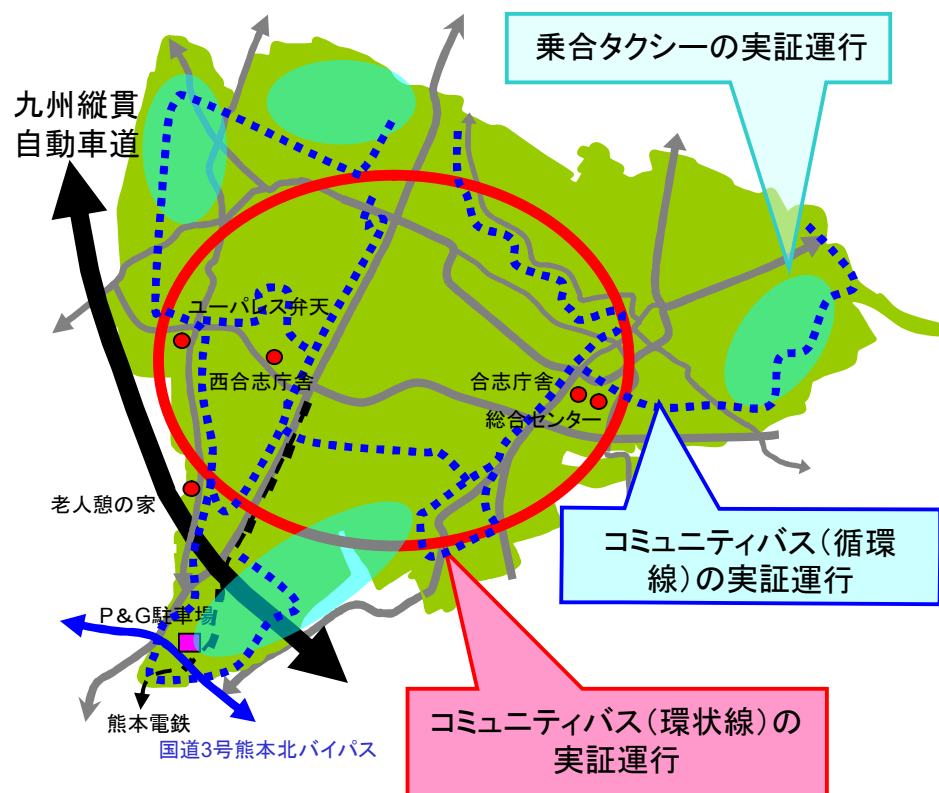 乗合タクシーの実証運行
九州縦貫
自動車道
ユーパレス弁天
西合志庁舎
合志庁舎
総合センター
老人憩の家
コミュニティバス（循環
線）の実証運行
P&G駐車場
コミュニティバス（環状線）の
実証運行
熊本電鉄
国道3号熊本北バイパス